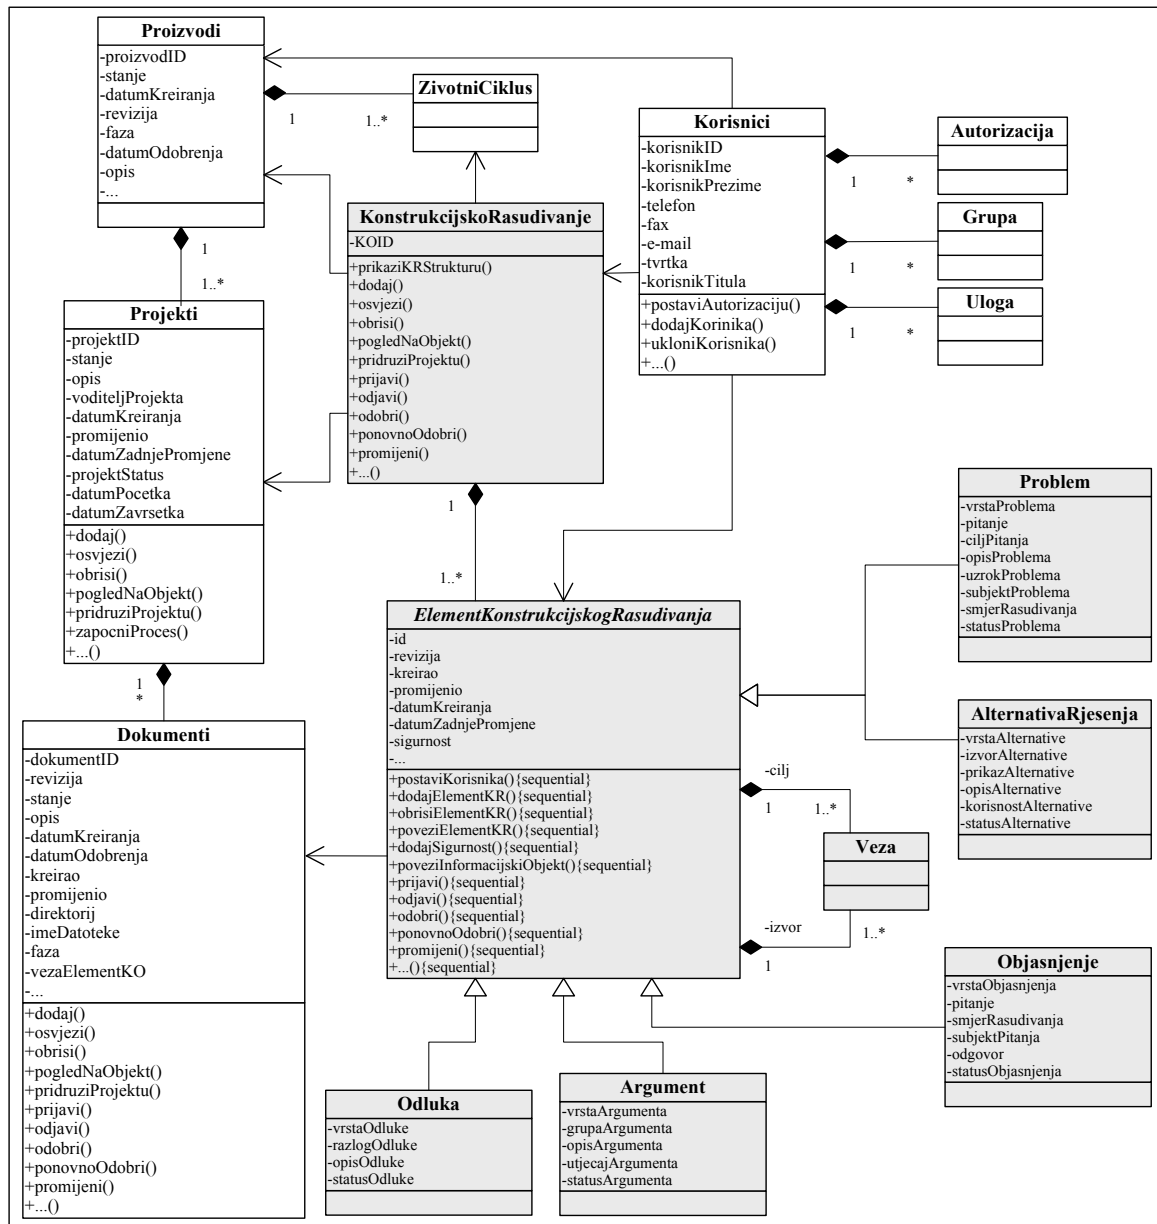 Proizvodi
-proizvodID
-stanje
-datumKreiranja
-revizija
-faza
-datumOdobrenja
-opis
-...
1
1..*
ZivotniCiklus
1
1..*
Korisnici
-korisnikID
-korisnikIme
-korisnikPrezime
-telefon
-fax
-e-mail
-tvrtka
-korisnikTitula
+postaviAutorizaciju()
+dodajKorinika()
+ukloniKorisnika()
+...()
Autorizacija
1
*
Grupa
1
*
Uloga
1
*
KonstrukcijskoRasudivanje
-KOID
+prikaziKRStrukturu()
+dodaj()
+osvjezi()
+obrisi()
+pogledNaObjekt()
+pridruziProjektu()
+prijavi()
+odjavi()
+odobri()
+ponovnoOdobri()
+promijeni()
+...()
1
1..*
Projekti
-projektID
-stanje
-opis
-voditeljProjekta
-datumKreiranja
-promijenio
-datumZadnjePromjene
-projektStatus
-datumPocetka
-datumZavrsetka
+dodaj()
+osvjezi()
+obrisi()
+pogledNaObjekt()
+pridruziProjektu()
+zapocniProces()
+...()
1
*
Problem
-vrstaProblema
-pitanje
-ciljPitanja
-opisProblema
-uzrokProblema
-subjektProblema
-smjerRasudivanja
-statusProblema
ElementKonstrukcijskogRasudivanja
-id
-revizija
-kreirao
-promijenio
-datumKreiranja
-datumZadnjePromjene
-sigurnost
-...
+postaviKorisnika(){sequential}
+dodajElementKR(){sequential}
+obrisiElementKR(){sequential}
+poveziElementKR(){sequential}
+dodajSigurnost(){sequential}
+poveziInformacijskiObjekt(){sequential}
+prijavi(){sequential}
+odjavi(){sequential}
+odobri(){sequential}
+ponovnoOdobri(){sequential}
+promijeni(){sequential}
+...(){sequential}
AlternativaRjesenja
-vrstaAlternative
-izvorAlternative
-prikazAlternative
-opisAlternative
-korisnostAlternative
-statusAlternative
-cilj
1
1..*
Veza
-izvor
1
1..*
Dokumenti
-dokumentID
-revizija
-stanje
-opis
-datumKreiranja
-datumOdobrenja
-kreirao
-promijenio
-direktorij
-imeDatoteke
-faza
-vezaElementKO
-...
+dodaj()
+osvjezi()
+obrisi()
+pogledNaObjekt()
+pridruziProjektu()
+prijavi()
+odjavi()
+odobri()
+ponovnoOdobri()
+promijeni()
+...()
Objasnjenje
-vrstaObjasnjenja
-pitanje
-smjerRasudivanja
-subjektPitanja
-odgovor
-statusObjasnjenja
Odluka
-vrstaOdluke
-razlogOdluke
-opisOdluke
-statusOdluke
Argument
-vrstaArgumenta
-grupaArgumenta
-opisArgumenta
-utjecajArgumenta
-statusArgumenta